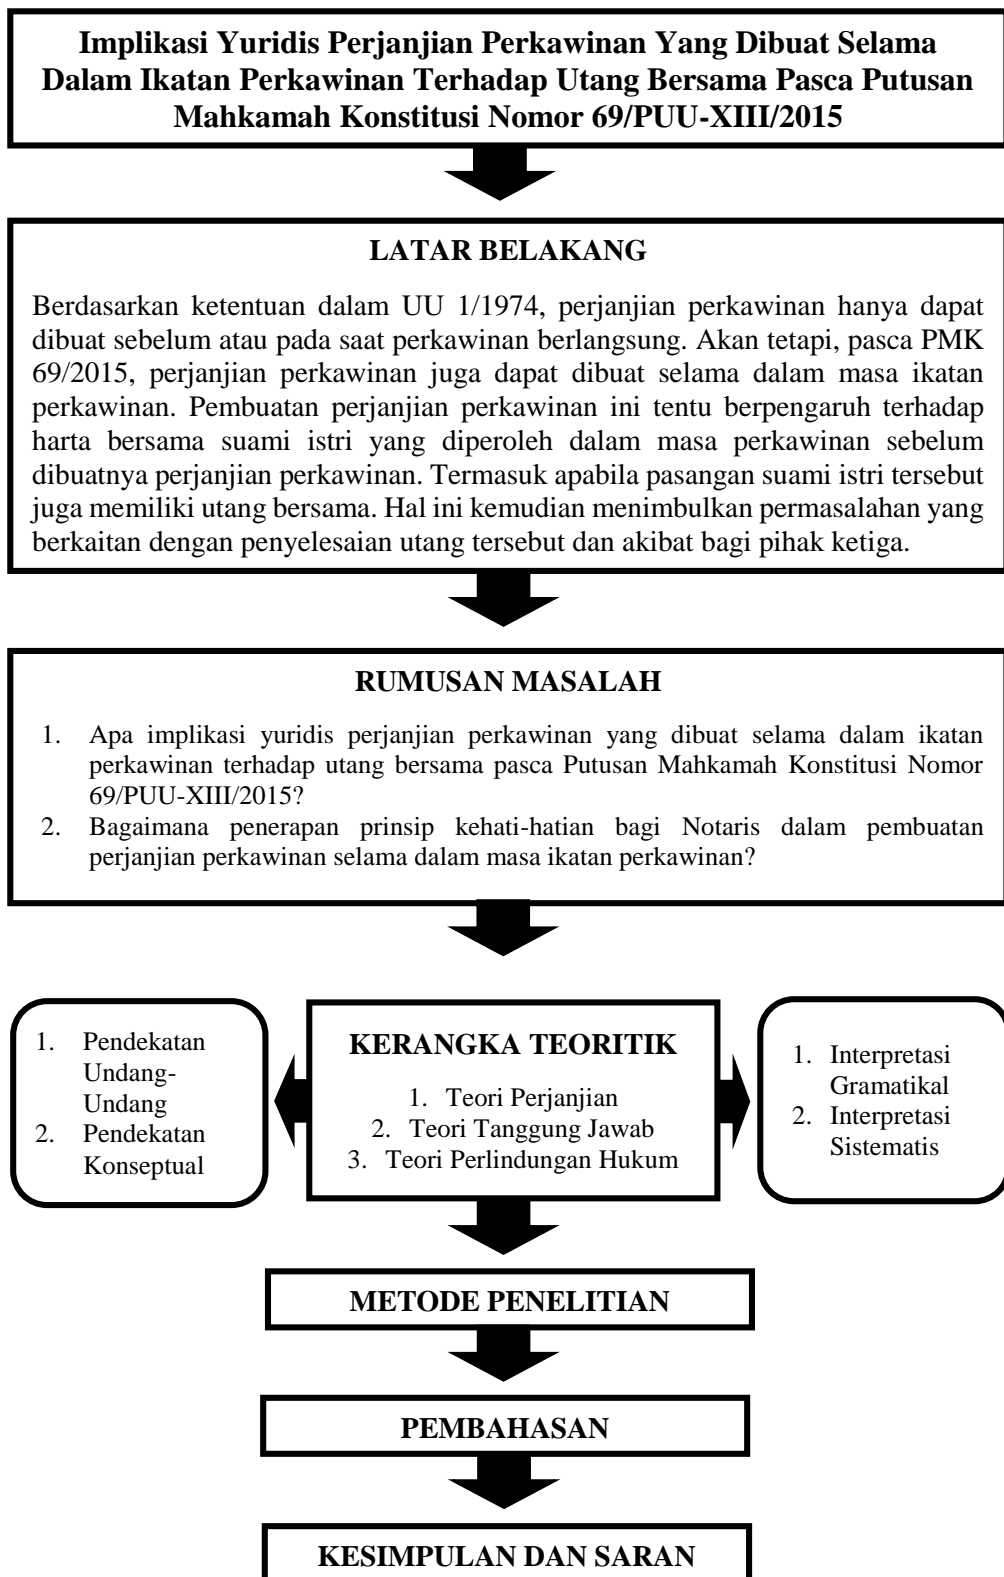 Implikasi Yuridis Perjanjian Perkawinan Yang Dibuat Selama
Dalam Ikatan Perkawinan Terhadap Utang Bersama Pasca Putusan
Mahkamah Konstitusi Nomor 69/PUU-XIII/2015
LATAR BELAKANG
Berdasarkan ketentuan dalam UU 1/1974, perjanjian perkawinan hanya dapat
dibuat sebelum atau pada saat perkawinan berlangsung. Akan tetapi, pasca PMK
69/2015, perjanjian perkawinan juga dapat dibuat selama dalam masa ikatan
perkawinan. Pembuatan perjanjian perkawinan ini tentu berpengaruh terhadap
harta bersama suami istri yang diperoleh dalam masa perkawinan sebelum
dibuatnya perjanjian perkawinan. Termasuk apabila pasangan suami istri tersebut
juga memiliki utang bersama. Hal ini kemudian menimbulkan permasalahan yang
berkaitan dengan penyelesaian utang tersebut dan akibat bagi pihak ketiga.
RUMUSAN MASALAH
1. Apa implikasi yuridis perjanjian perkawinan yang dibuat selama dalam ikatan
perkawinan terhadap utang bersama pasca Putusan Mahkamah Konstitusi Nomor
69/PUU-XIII/2015?
2. Bagaimana penerapan prinsip kehati-hatian bagi Notaris dalam pembuatan
perjanjian perkawinan selama dalam masa ikatan perkawinan?
1. Pendekatan
Undang-
Undang
2. Pendekatan
Konseptual
KERANGKA TEORITIK
1. Teori Perjanjian
2. Teori Tanggung Jawab
3. Teori Perlindungan Hukum
1. Interpretasi
Gramatikal
2. Interpretasi
Sistematis
METODE PENELITIAN
PEMBAHASAN
KESIMPULAN DAN SARAN